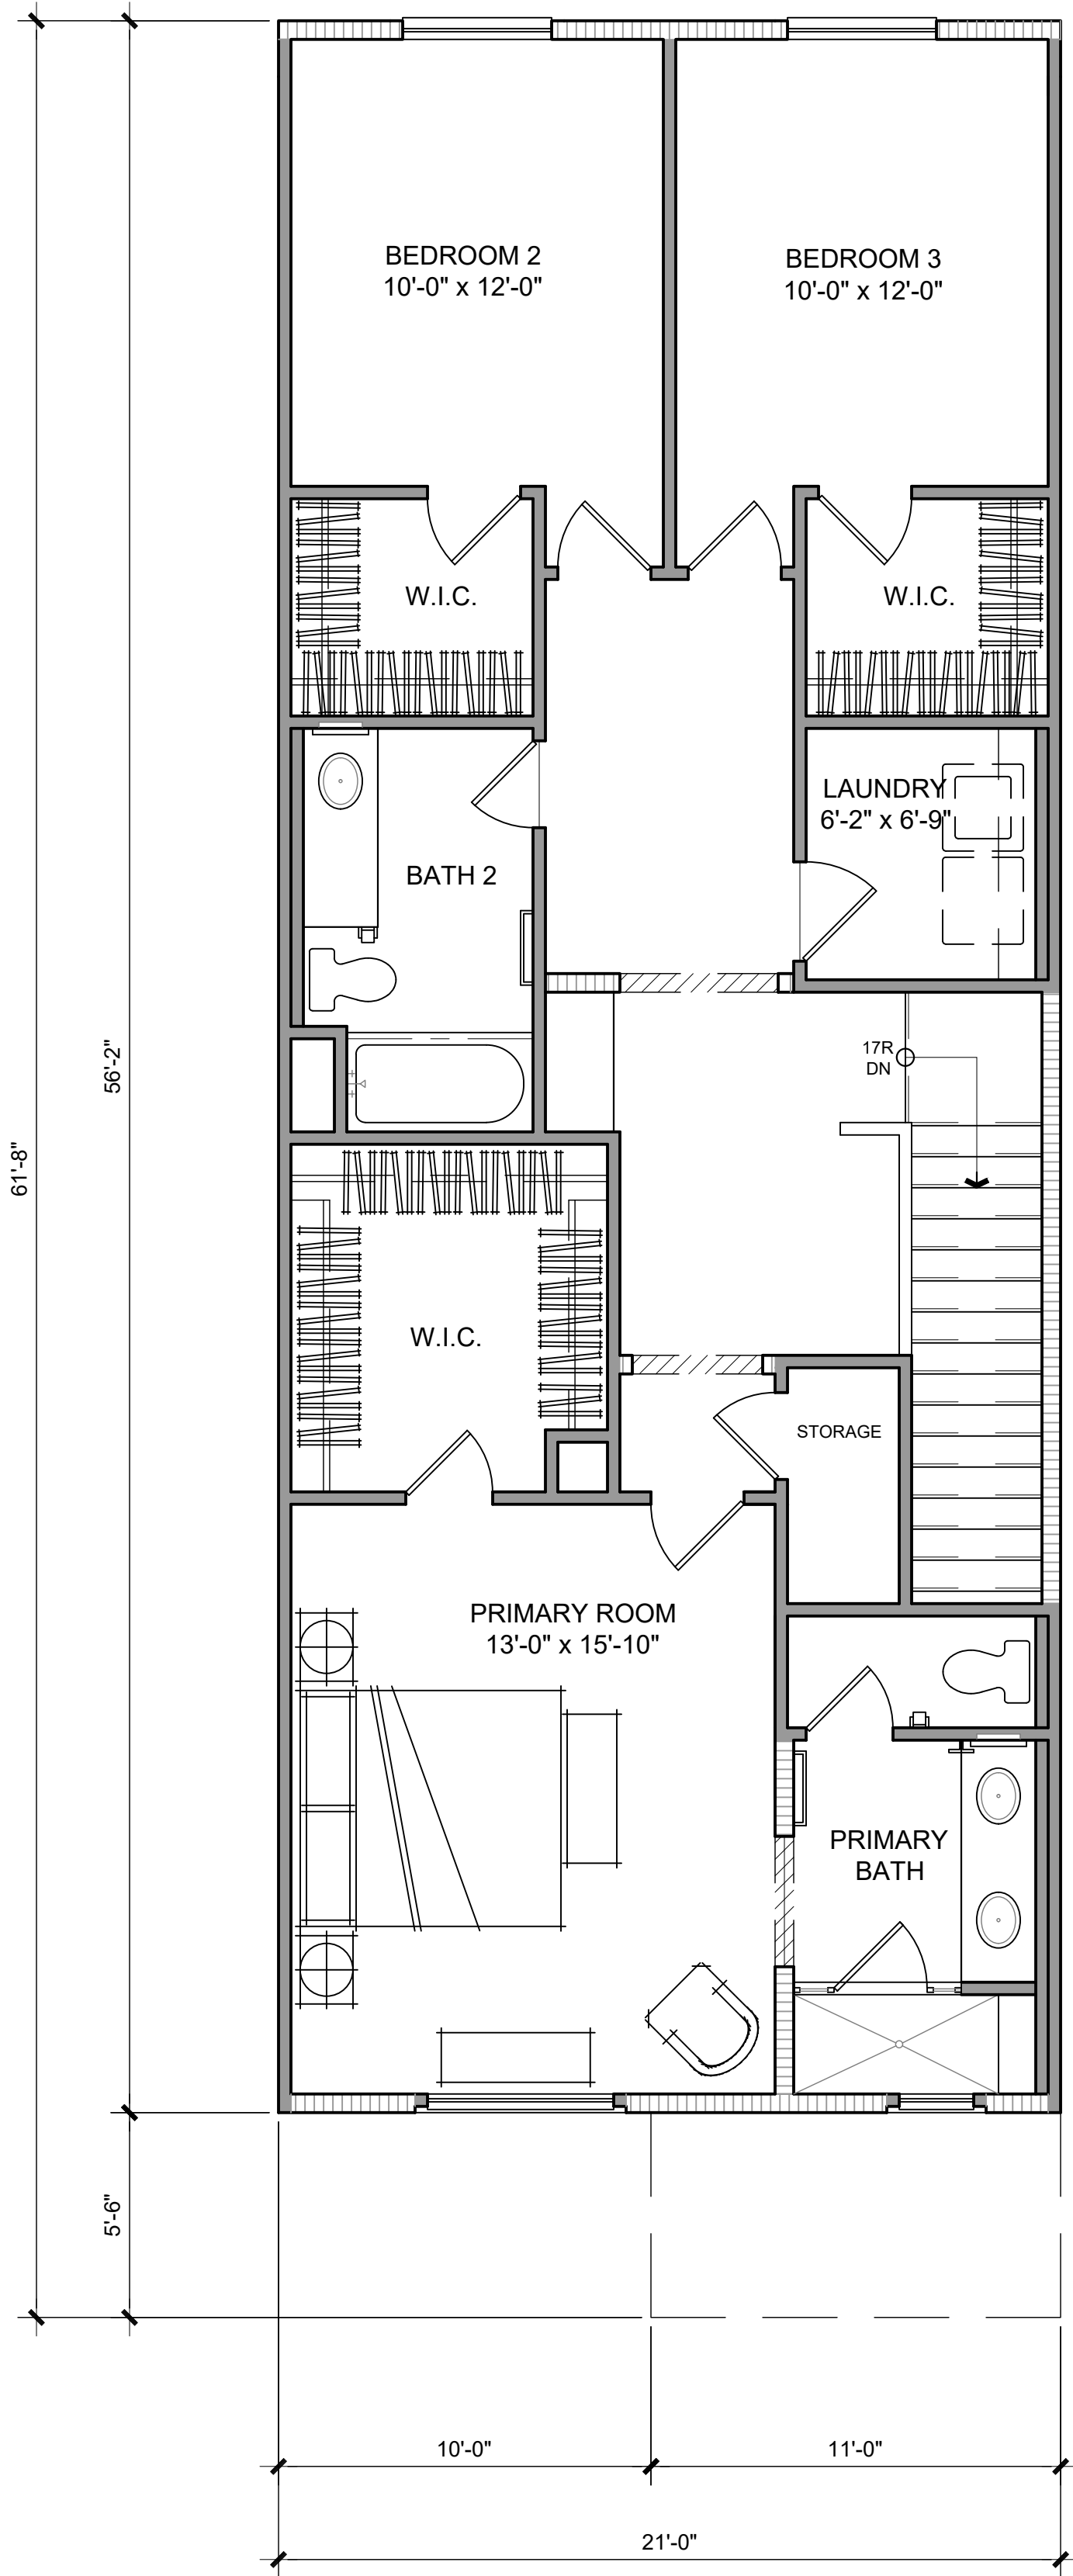 BEDROOM 2
10'-0" x 12'-0"
BEDROOM 3
10'-0" x 12'-0"
W.I.C.
W.I.C.
LAUNDRY
6'-2" x 6'-9"
BATH 2
17R
DN
56'-2"
61'-8"
W.I.C.
STORAGE
PRIMARY ROOM
13'-0" x 15'-10"
PRIMARY
BATH
5'-6"
10'-0"
11'-0"
21'-0"